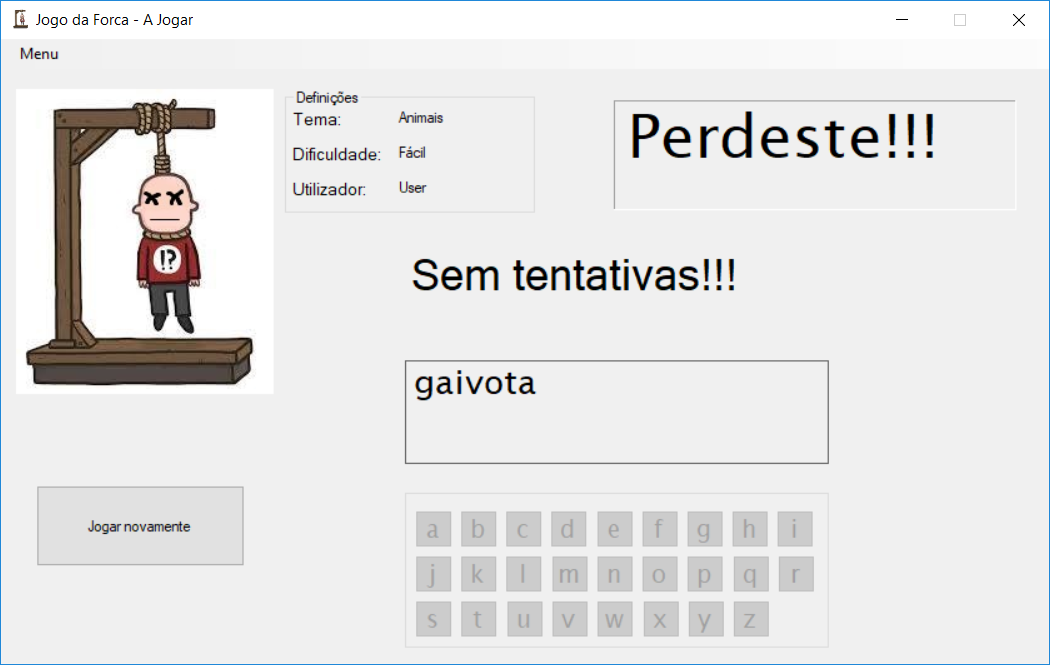 Jogo da Forca - A Jogar
Menu
Definições
Tema: Animais
Dificuldade: Fácil
Utilizador: User
Perdeste!!!
!?
Sem tentativas!!!
gaivota
Jogar novamente
a b c d e f g h i
j k l m n o p q r
s t u v w x y z